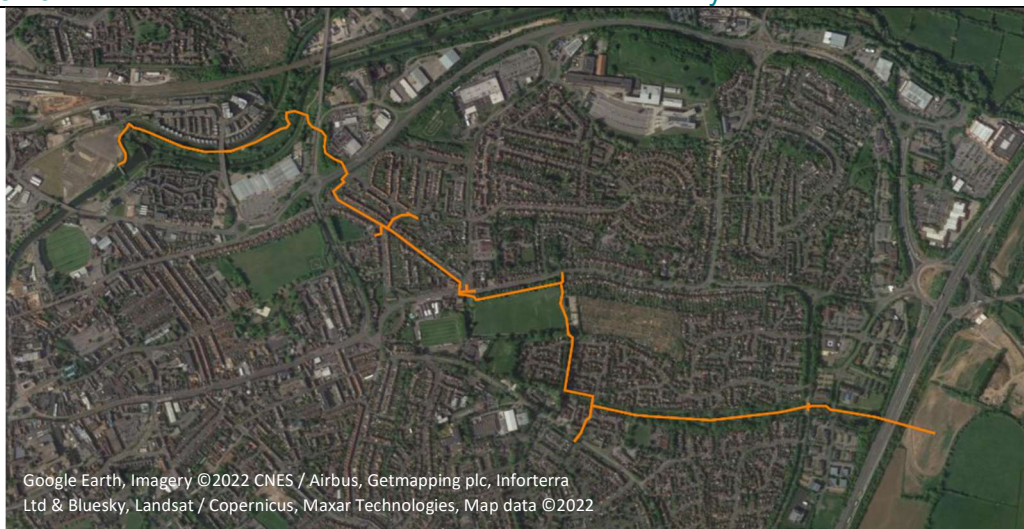 Google Earth, Imagery ©2022 CNES / Airbus, Getmapping plc, Inforterra
Ltd & Bluesky, Landsat / Copernicus, Maxar Technologies, Map data ©2022